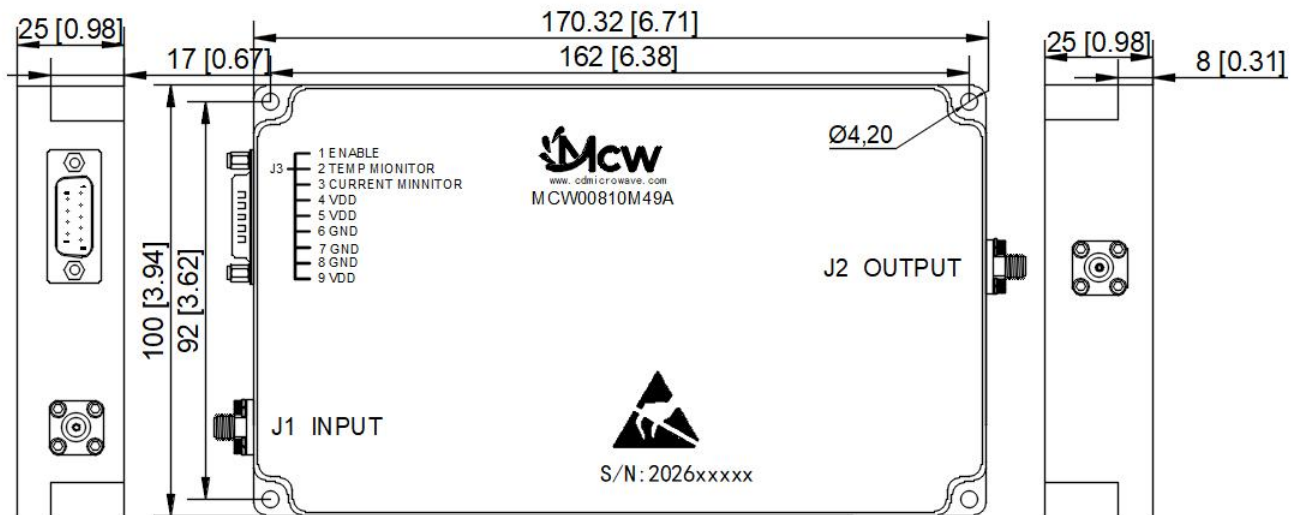 170.32 [6.71]
25 [0.98]
17 [0.67]
162 [6.38]
25 [0.98]
8 [0.31]
Ø4,20
Mcw
www.cdmicrowave.com
MCW00810M49A
J3
1 ENABLE
2 TEMP MIONITOR
3 CURRENT MINNITOR
4 VDD
5 VDD
6 GND
7 GND
8 GND
9 VDD
100 [3.94]
92 [3.62]
J2 OUTPUT
J1 INPUT
S/N:2026xxxxx